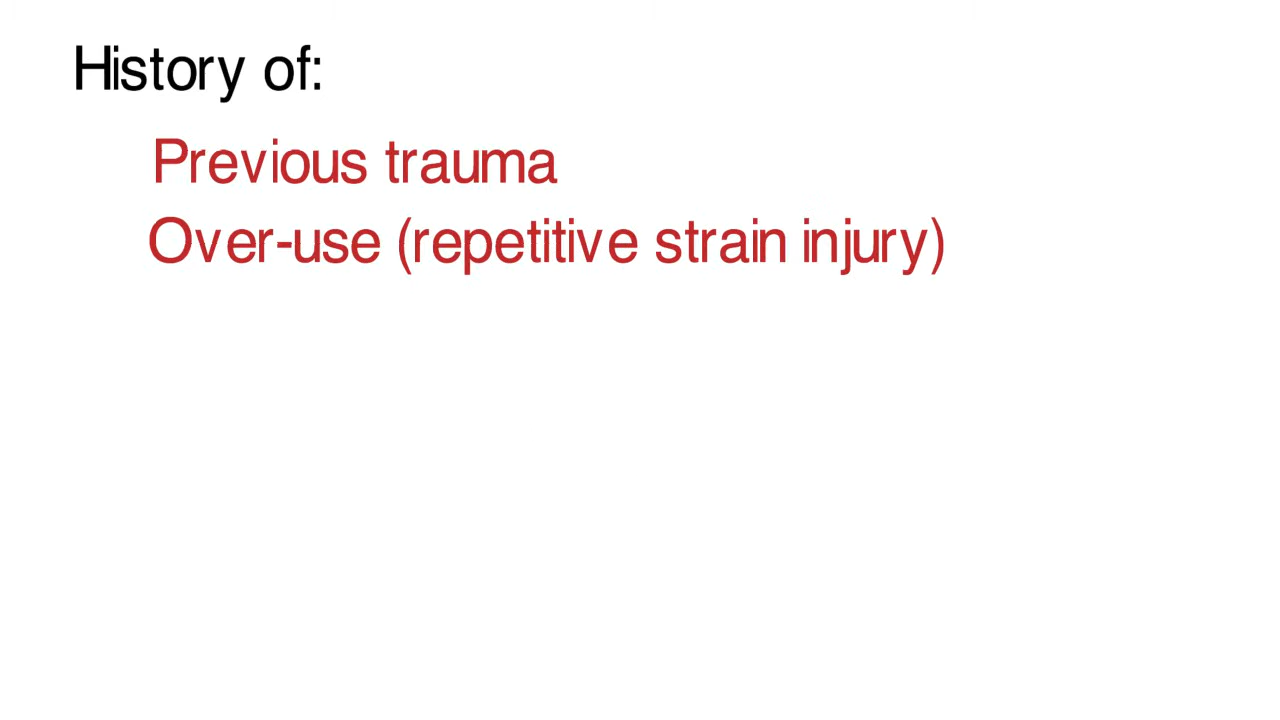 History of:
Previous trauma
Over-use (repetitive strain injury)